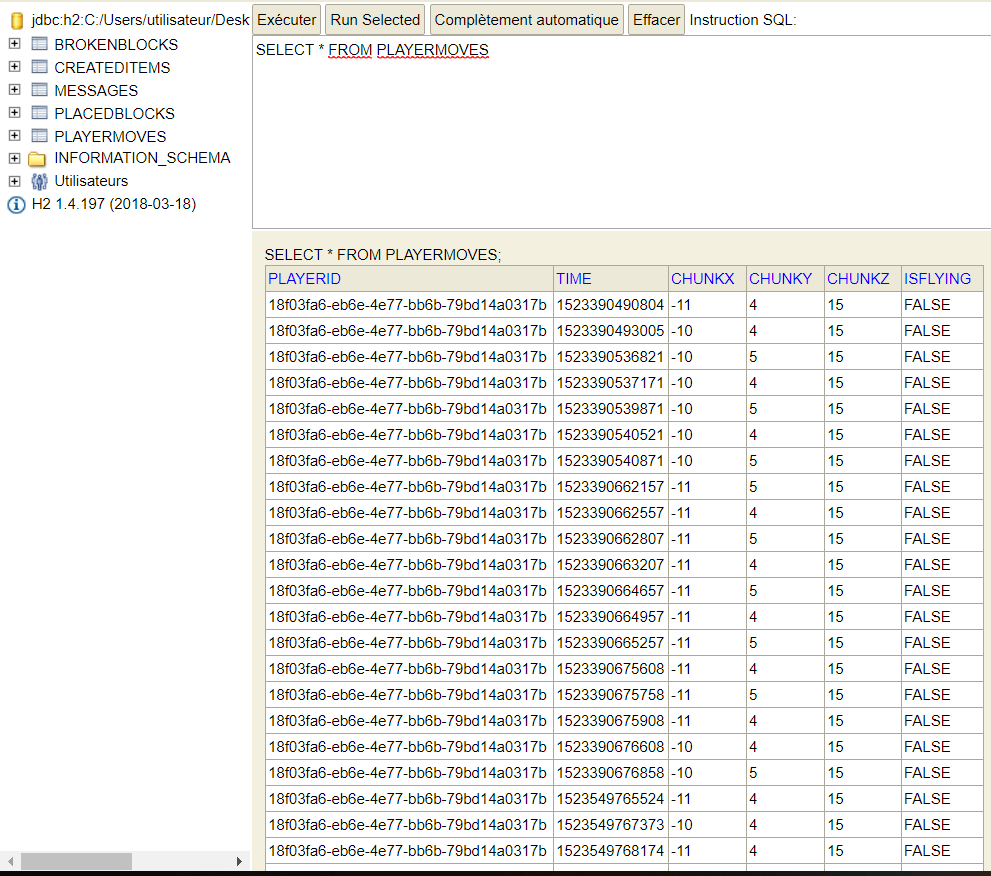 jdbc:h2:C:/Users/utilisateur/Desk
BROKENBLOCKS
CREATEDITEMS
MESSAGES
PLACEDBLOCKS
PLAYERMOVES
INFORMATION_SCHEMA
Utilisateurs
H2 1.4.197 (2018-03-18)
Exécuter Run Selected Complètement automatique Effacer Instruction SQL:
SELECT * FROM PLAYERMOVES
SELECT * FROM PLAYERMOVES;
PLAYERID TIME CHUNKX CHUNKY CHUNKZ ISFLYING
18f03fa6-eb6e-4e77-bb6b-79bd14a0317b 1523390490804 -11 4 15 FALSE
18f03fa6-eb6e-4e77-bb6b-79bd14a0317b 1523390493005 -10 4 15 FALSE
18f03fa6-eb6e-4e77-bb6b-79bd14a0317b 1523390536821 -10 5 15 FALSE
18f03fa6-eb6e-4e77-bb6b-79bd14a0317b 1523390537171 -10 4 15 FALSE
18f03fa6-eb6e-4e77-bb6b-79bd14a0317b 1523390539871 -10 5 15 FALSE
18f03fa6-eb6e-4e77-bb6b-79bd14a0317b 1523390540521 -10 4 15 FALSE
18f03fa6-eb6e-4e77-bb6b-79bd14a0317b 1523390540871 -10 5 15 FALSE
18f03fa6-eb6e-4e77-bb6b-79bd14a0317b 1523390662157 -11 5 15 FALSE
18f03fa6-eb6e-4e77-bb6b-79bd14a0317b 1523390662557 -11 4 15 FALSE
18f03fa6-eb6e-4e77-bb6b-79bd14a0317b 1523390662807 -11 5 15 FALSE
18f03fa6-eb6e-4e77-bb6b-79bd14a0317b 1523390663207 -11 4 15 FALSE
18f03fa6-eb6e-4e77-bb6b-79bd14a0317b 1523390664657 -11 5 15 FALSE
18f03fa6-eb6e-4e77-bb6b-79bd14a0317b 1523390664957 -11 4 15 FALSE
18f03fa6-eb6e-4e77-bb6b-79bd14a0317b 1523390665257 -11 5 15 FALSE
18f03fa6-eb6e-4e77-bb6b-79bd14a0317b 1523390675608 -11 4 15 FALSE
18f03fa6-eb6e-4e77-bb6b-79bd14a0317b 1523390675758 -11 5 15 FALSE
18f03fa6-eb6e-4e77-bb6b-79bd14a0317b 1523390675908 -11 4 15 FALSE
18f03fa6-eb6e-4e77-bb6b-79bd14a0317b 1523390676608 -10 4 15 FALSE
18f03fa6-eb6e-4e77-bb6b-79bd14a0317b 1523390676858 -10 5 15 FALSE
18f03fa6-eb6e-4e77-bb6b-79bd14a0317b 1523549765524 -11 4 15 FALSE
18f03fa6-eb6e-4e77-bb6b-79bd14a0317b 1523549767373 -10 4 15 FALSE
18f03fa6-eb6e-4e77-bb6b-79bd14a0317b 1523549768174 -11 4 15 FALSE